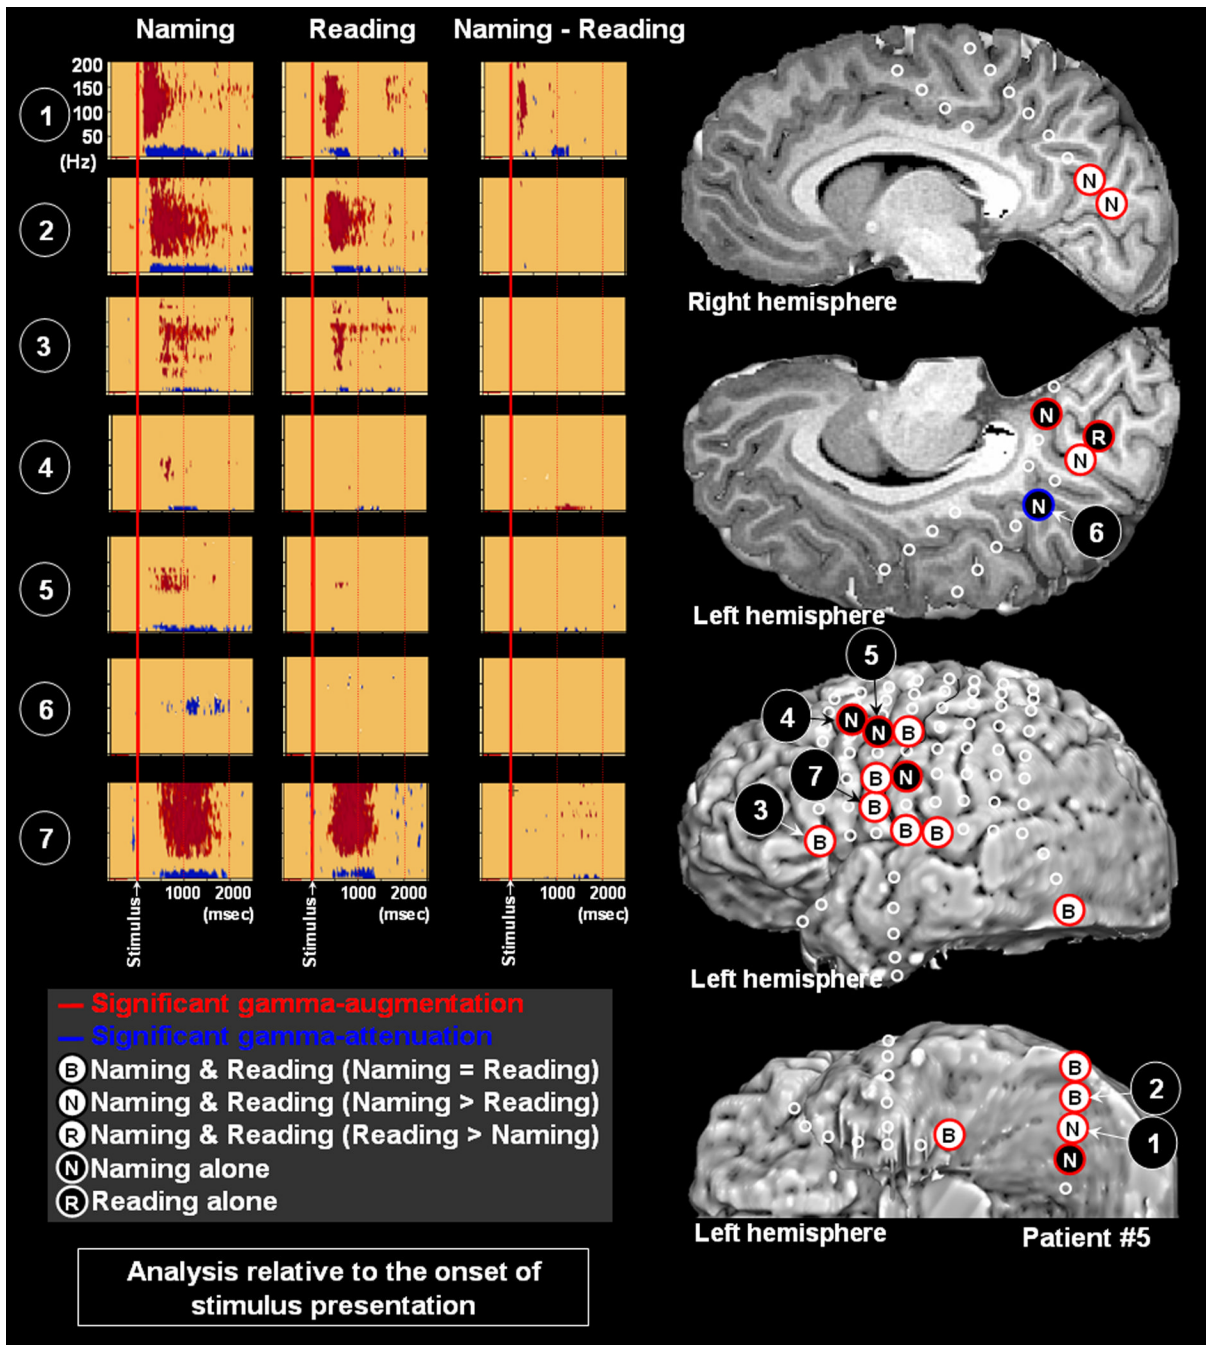 Naming Reading Naming - Reading
200
150
100
50
(Hz)
1
2
3
4
5
6
7
1000 2000
(msec)
1000 2000
(msec)
1000 2000
(msec)
Stimulus→
Stimulus→
Stimulus→
Significant gamma-augmentation
Significant gamma-attenuation
B Naming & Reading (Naming = Reading)
N Naming & Reading (Naming > Reading)
R Naming & Reading (Reading > Naming)
N Naming alone
R Reading alone
Analysis relative to the onset of
stimulus presentation
N
N
Right hemisphere
N
R
N
N
6
Left hemisphere
5
4
N
N
B
7
B
N
B
3
B
B
B
B
Left hemisphere
B
B
2
N
1
B
N
Left hemisphere
Patient #5